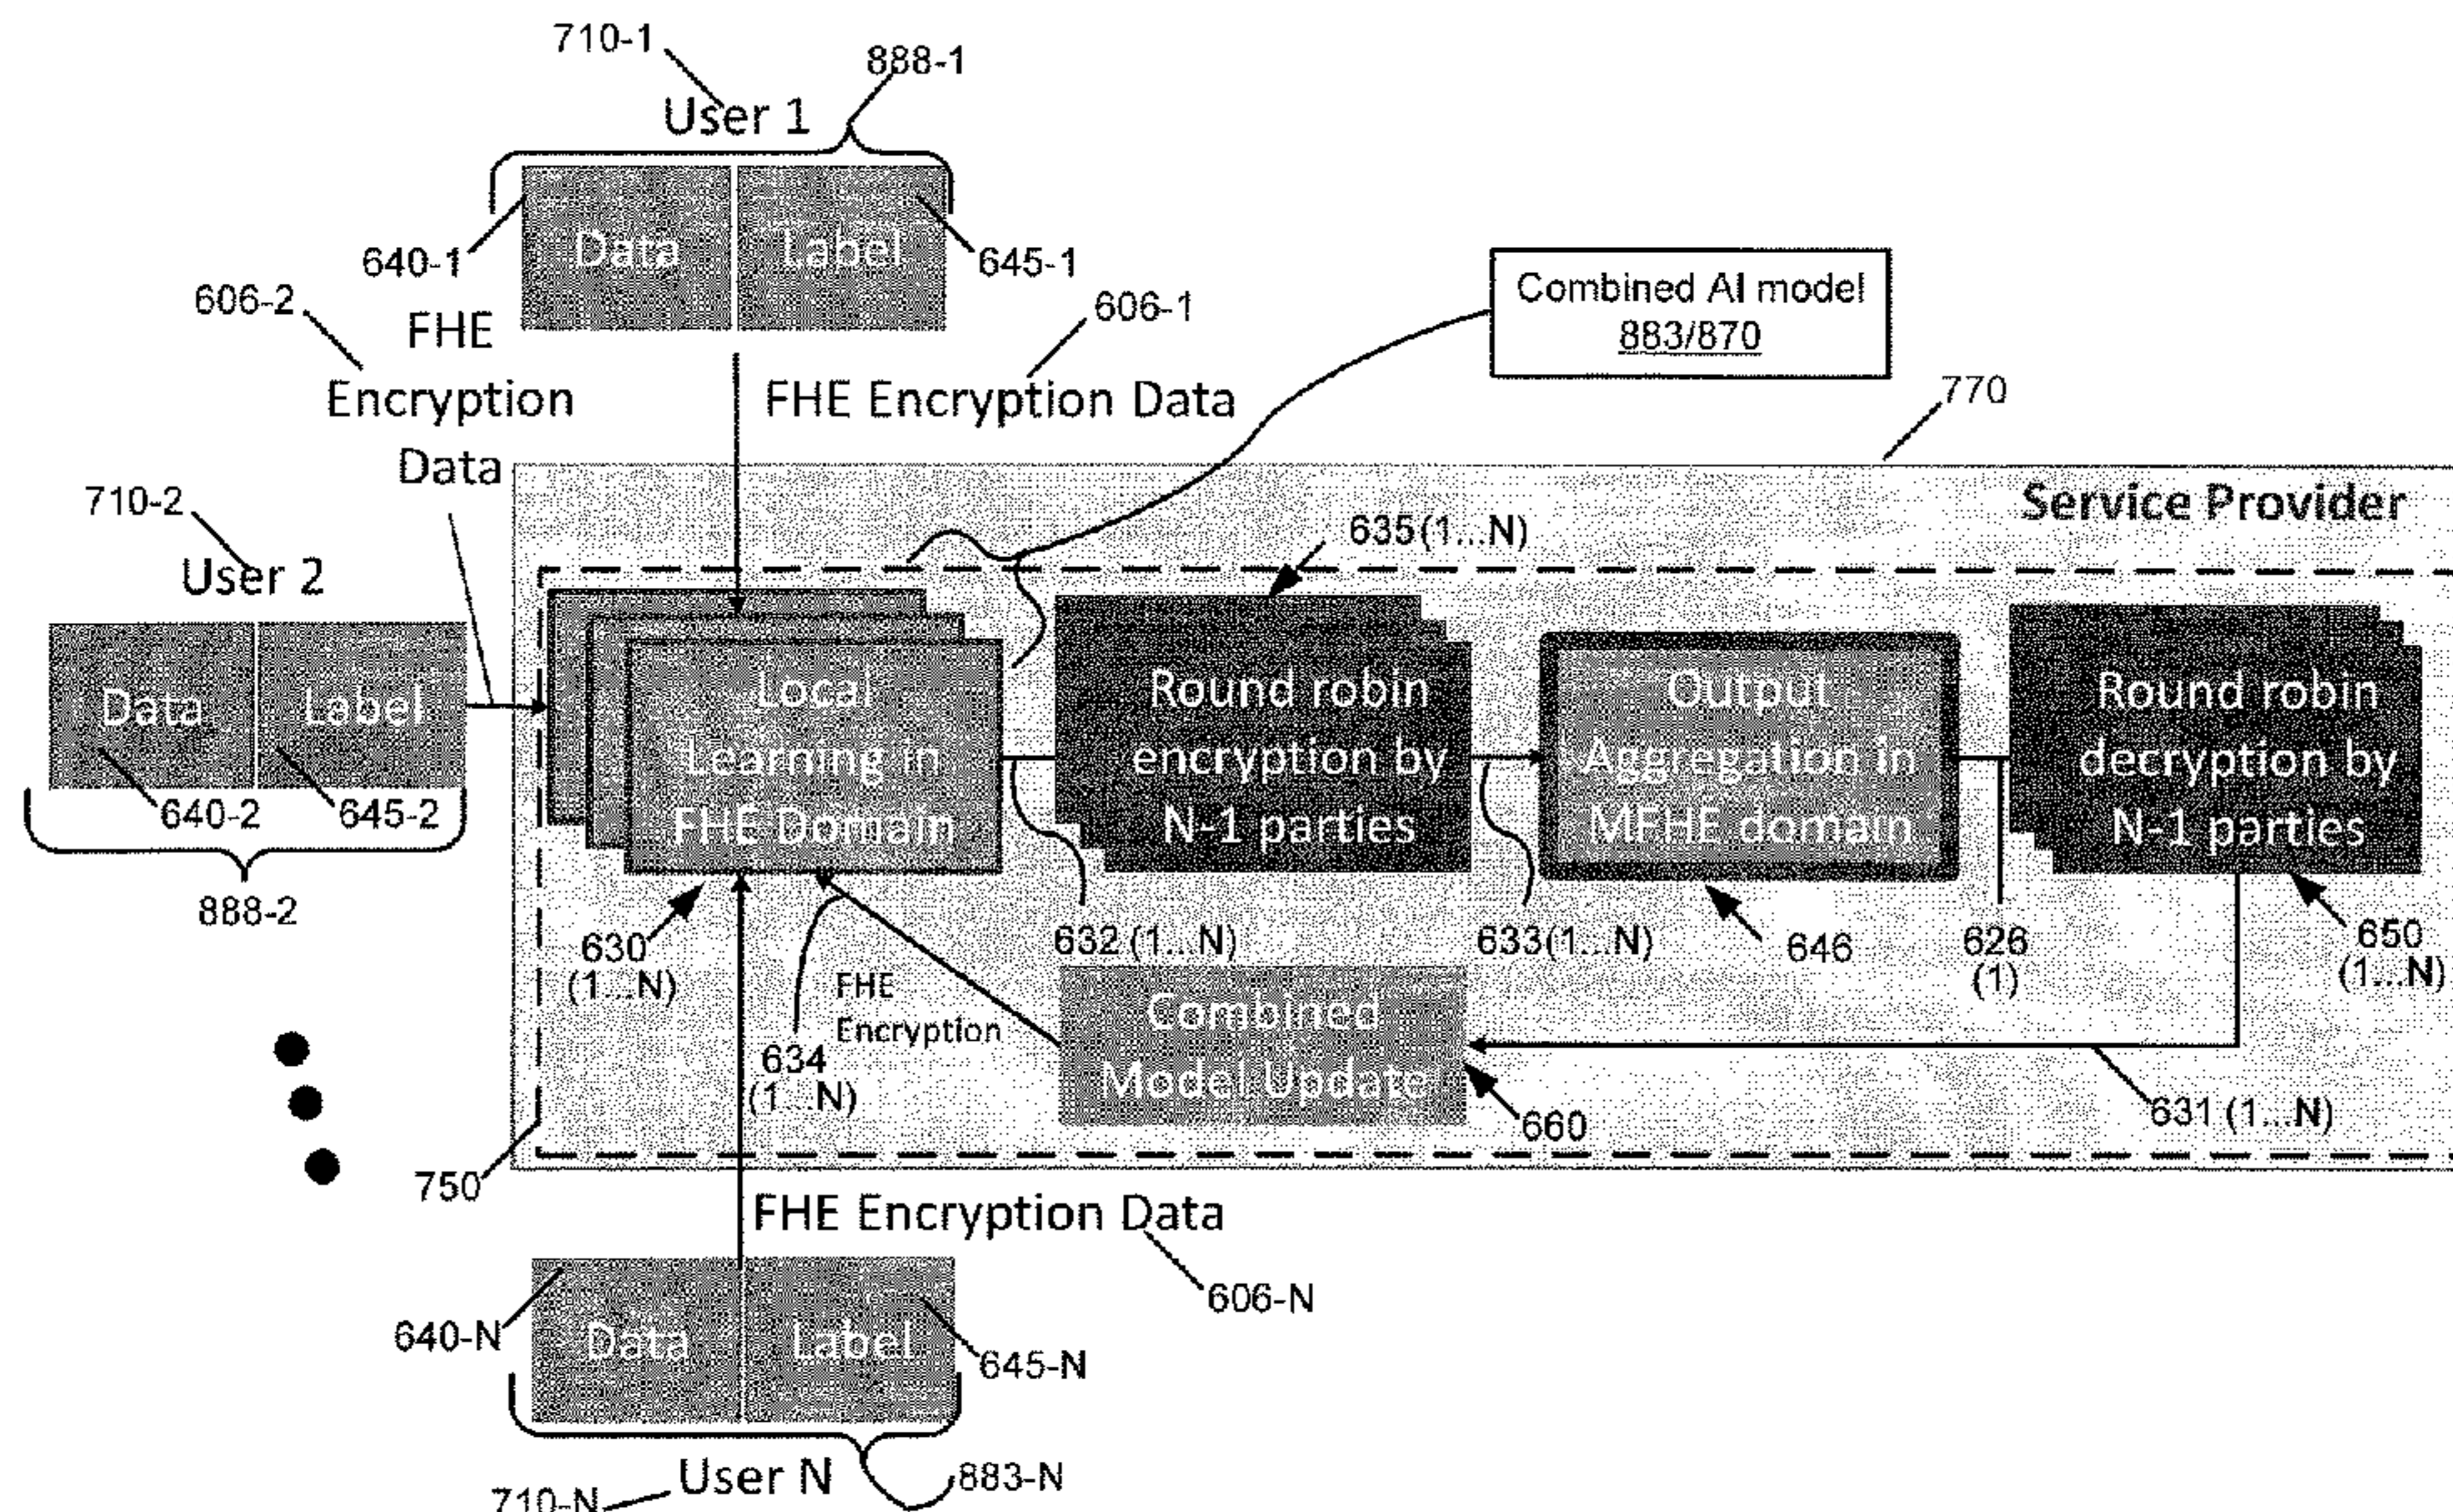 710-1
888-1
User 1
Data
Label
640-1
645-1
606-2
FHE
Encryption
Data
606-1
FHE Encryption Data
Combined AI model
883/870
770
Service Provider
710-2
User 2
Data
Label
640-2
645-2
888-2
635(1...N)
Local
Learning in
FHE Domain
Round robin
encryption by
N-1 parties
Output
Aggregation in
MFHE domain
Round robin
decryption by
N-1 parties
630
(1...N)
632 (1...N)
633(1...N)
646
626
(1)
650
(1...N)
FHE
Encryption
634
(1...N)
Combined
Model Update
660
631 (1...N)
750
FHE Encryption Data
606-N
640-N
Data
Label
645-N
User N
883-N
710-N